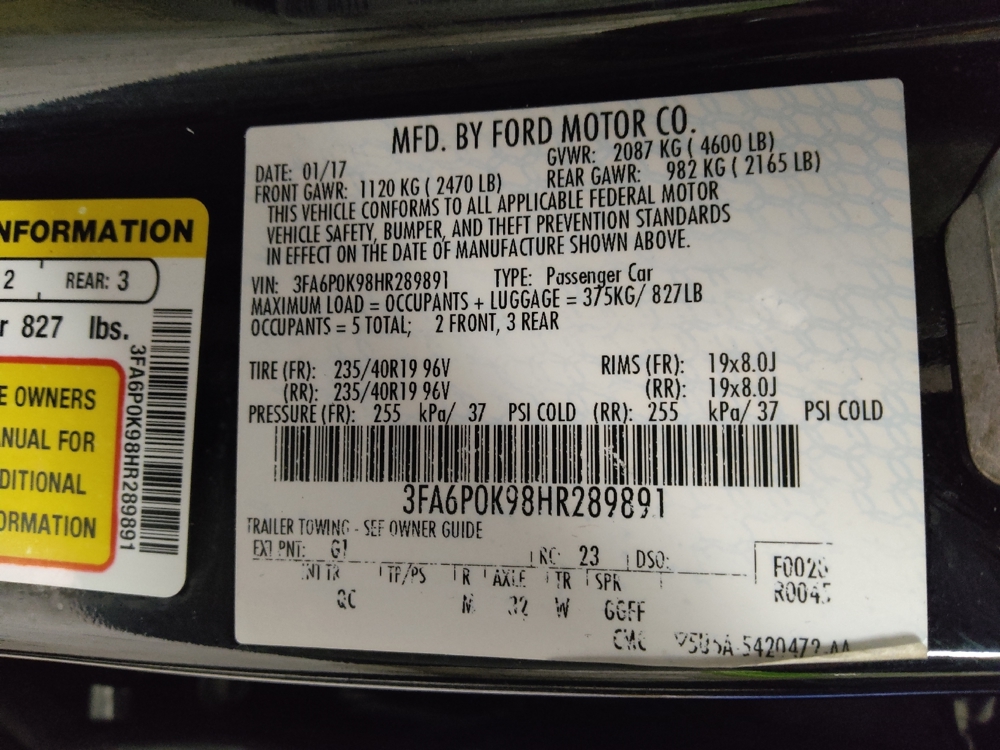 NFORMATION
2 REAR: 3
r 827 lbs.
E OWNERS
ANUAL FOR
DITIONAL
ORMATION
3FA6P0K98HR289891
MFD. BY FORD MOTOR CO.
DATE: 01/17 GVWR: 2087 KG ( 4600 LB)
FRONT GAWR: 1120 KG ( 2470 LB) REAR GAWR: 982 KG ( 2165 LB)
THIS VEHICLE CONFORMS TO ALL APPLICABLE FEDERAL MOTOR
VEHICLE SAFETY, BUMPER, AND THEFT PREVENTION STANDARDS
IN EFFECT ON THE DATE OF MANUFACTURE SHOWN ABOVE.
VIN: 3FA6P0K98HR289891 TYPE: Passenger Car
MAXIMUM LOAD = OCCUPANTS + LUGGAGE = 375KG/ 827LB
OCCUPANTS = 5 TOTAL; 2 FRONT, 3 REAR
TIRE (FR): 235/40R19 96V RIMS (FR): 19x8.0J
(RR): 235/40R19 96V (RR): 19x8.0J
PRESSURE (FR): 255 kPa/ 37 PSI COLD (RR): 255 kPa/ 37 PSI COLD
3FA6P0K98HR289891
TRAILER TOWING - SEE OWNER GUIDE
EXT PNT: G1 RC: 23 DSO:
INT TR TP/PS R AXLE TR SPR
QC M 32 W GGFF